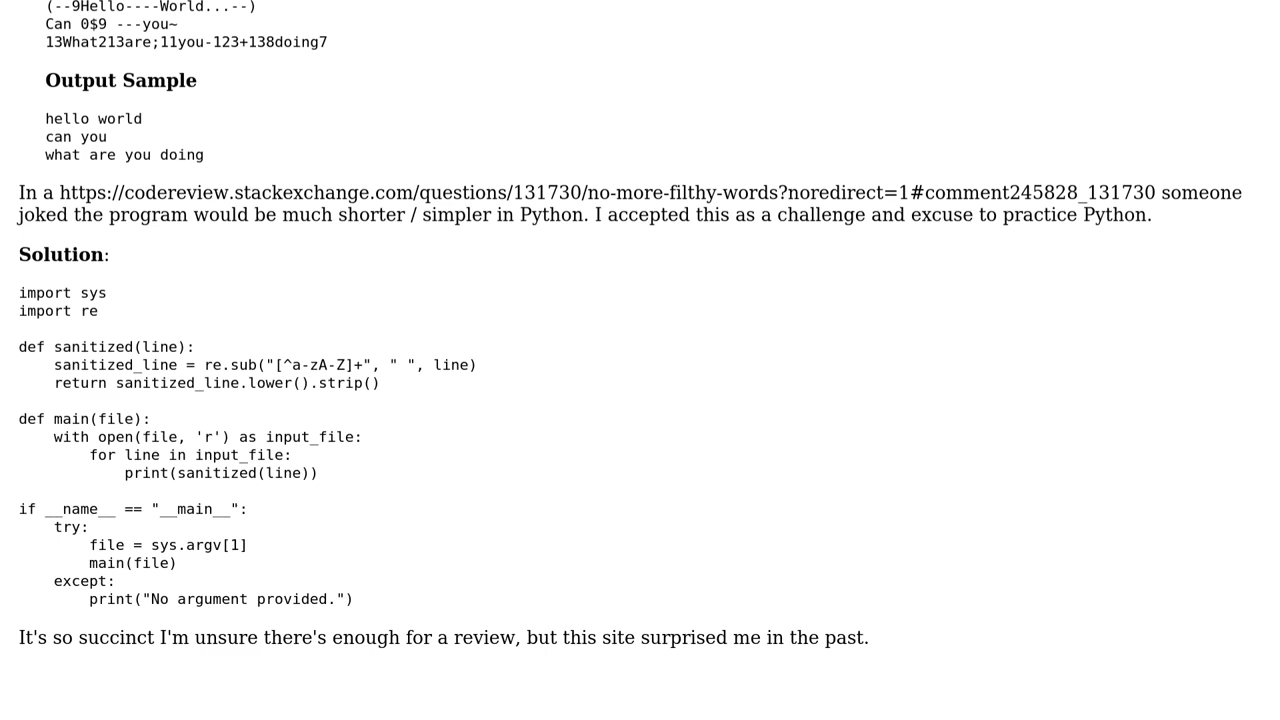 (--9Hello----World...--)
Can 0$9 ---you~
13What213are;11you-123+138doing7
Output Sample
hello world
can you
what are you doing
In a https://codereview.stackexchange.com/questions/131730/no-more-filthy-words?noredirect=1#comment245828_131730 someone
joked the program would be much shorter / simpler in Python. I accepted this as a challenge and excuse to practice Python.
Solution:
import sys
import re
def sanitized(line):
    sanitized_line = re.sub("[^a-zA-Z]+", " ", line)
    return sanitized_line.lower().strip()
def main(file):
    with open(file, 'r') as input_file:
        for line in input_file:
            print(sanitized(line))
if __name__ == "__main__":
    try:
        file = sys.argv[1]
        main(file)
    except:
        print("No argument provided.")
It's so succinct I'm unsure there's enough for a review, but this site surprised me in the past.